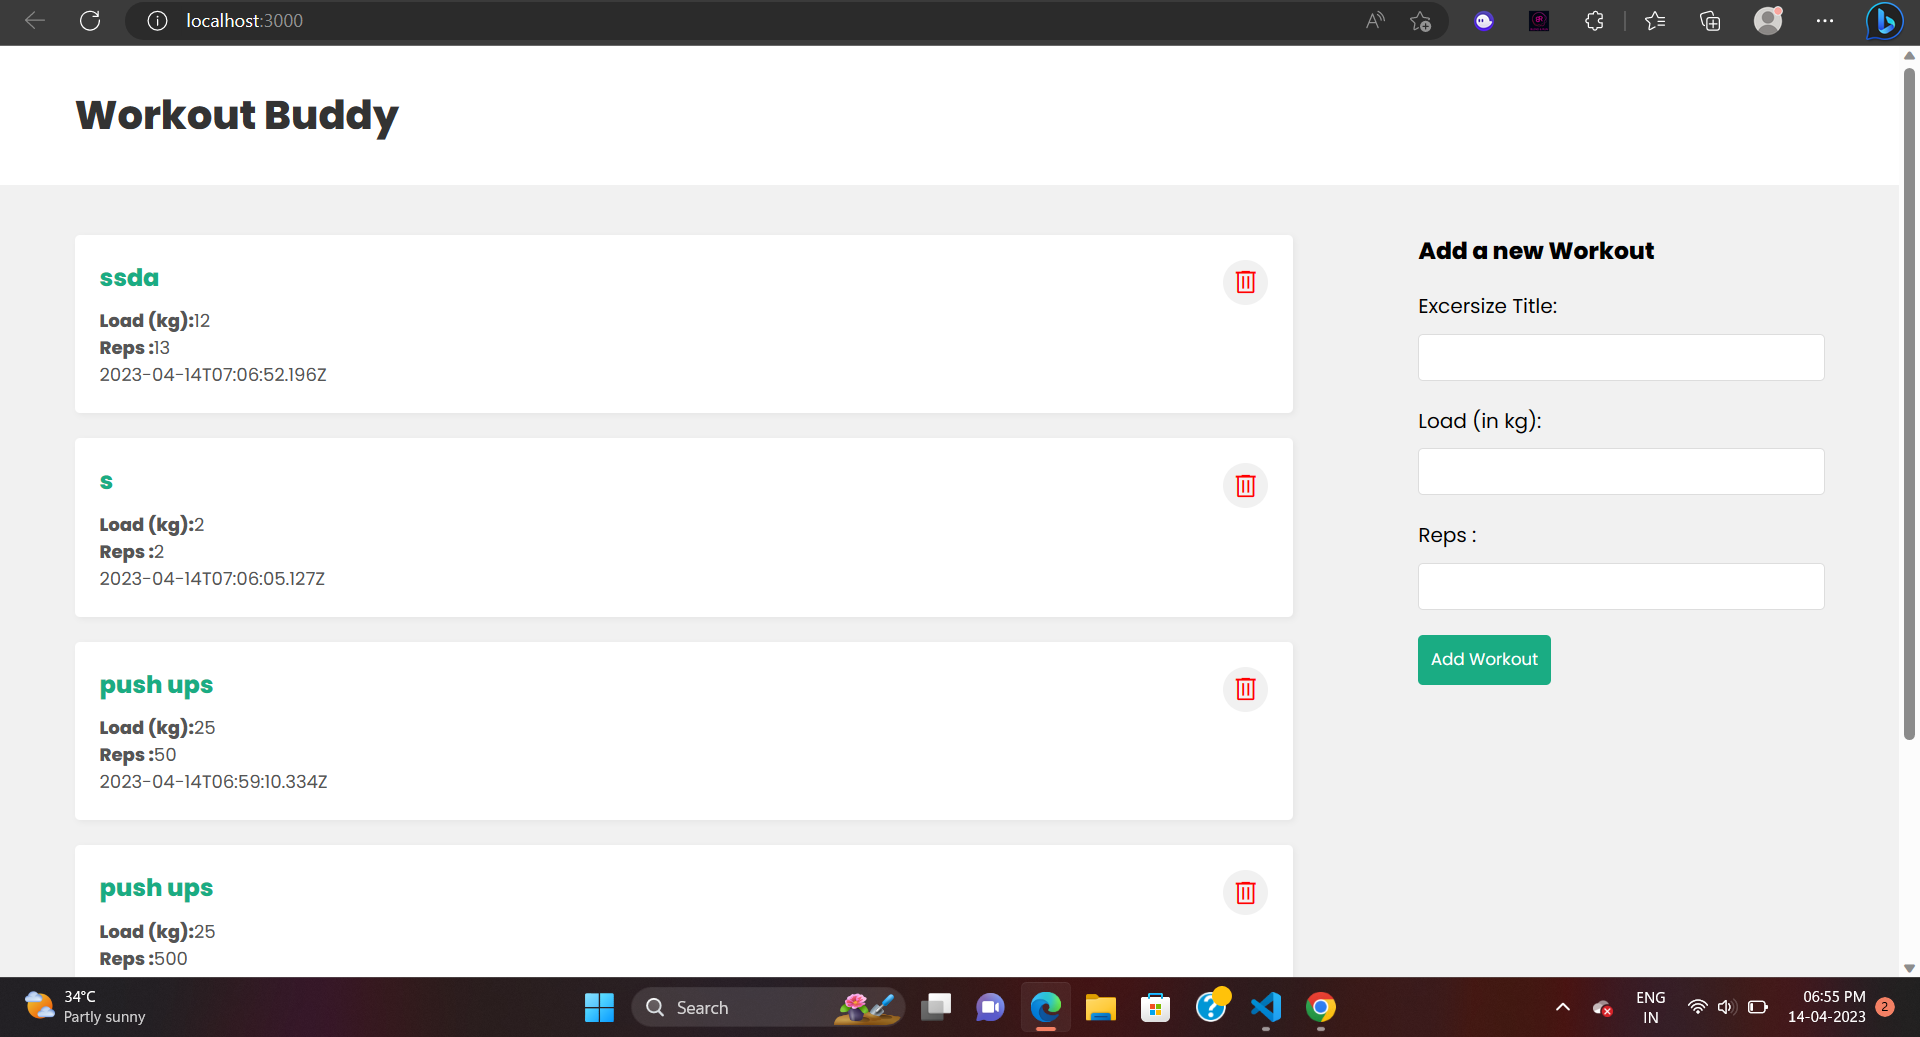 localhost:3000
Workout Buddy
ssda
Load (kg):12
Reps :13
2023-04-14T07:06:52.196Z
s
Load (kg):2
Reps :2
2023-04-14T07:06:05.127Z
push ups
Load (kg):25
Reps :50
2023-04-14T06:59:10.334Z
push ups
Load (kg):25
Reps :500
Add a new Workout
Excersize Title:
Load (in kg):
Reps :
Add Workout
34°C
Partly sunny
Search
ENG
IN
06:55 PM
14-04-2023
2